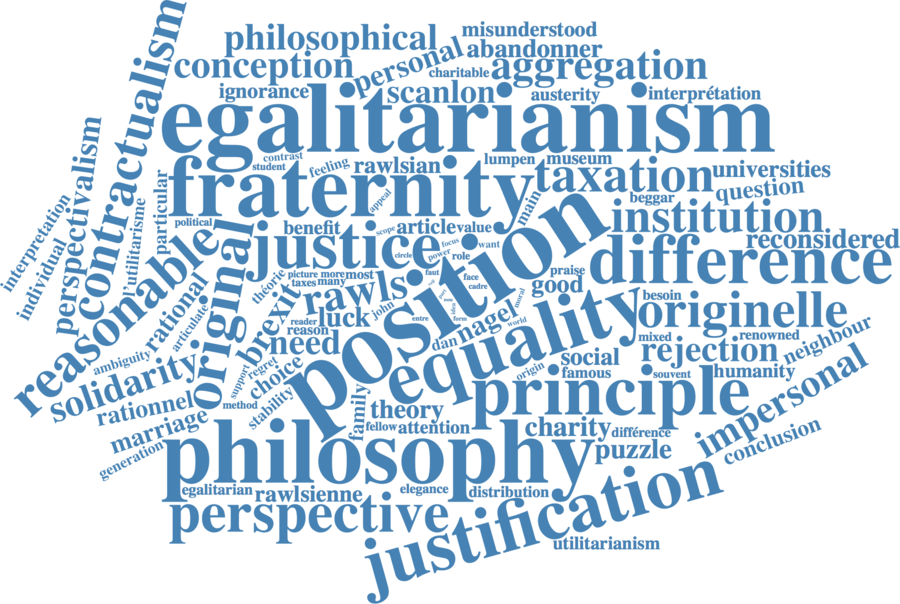 philosophical
misunderstood
abandonner
conception
personal
charitable
aggregation
ignorance
scanlon
austerity
interprétation
egalitarianism
contractualism
perspectivalism
interpretation
individual
l'utilitarisme
particular
contrast
student
feeling
rawlsian
lumpen
museum
fraternity
taxation
universities
question
beggar
main
appeal
political
benefit
scope
article
value
institution
reconsidered
reasonable
original
justice
circle
power
focus
role
want
difference
praise
good
position
théorie
picture
more
most
taxes
many
rawls
rational
articulate
brexit
luck
john
reader
reason
need
faut
face
cadre
entre
form
moral
world
nagel
dan
equality
besoin
originelle
mixed
renowned
rejection
neighbour
ambiguity
solidarity
support
regret
choice
origin
social
famous
souvent
humanity
principle
impersonal
rationnel
method
stability
family
theory
fellow
attention
charity
différence
puzzle
conclusion
marriage
generation
philosophy
egalitarian
rawlsienne
elegance
distribution
perspective
justification
utilitarianism